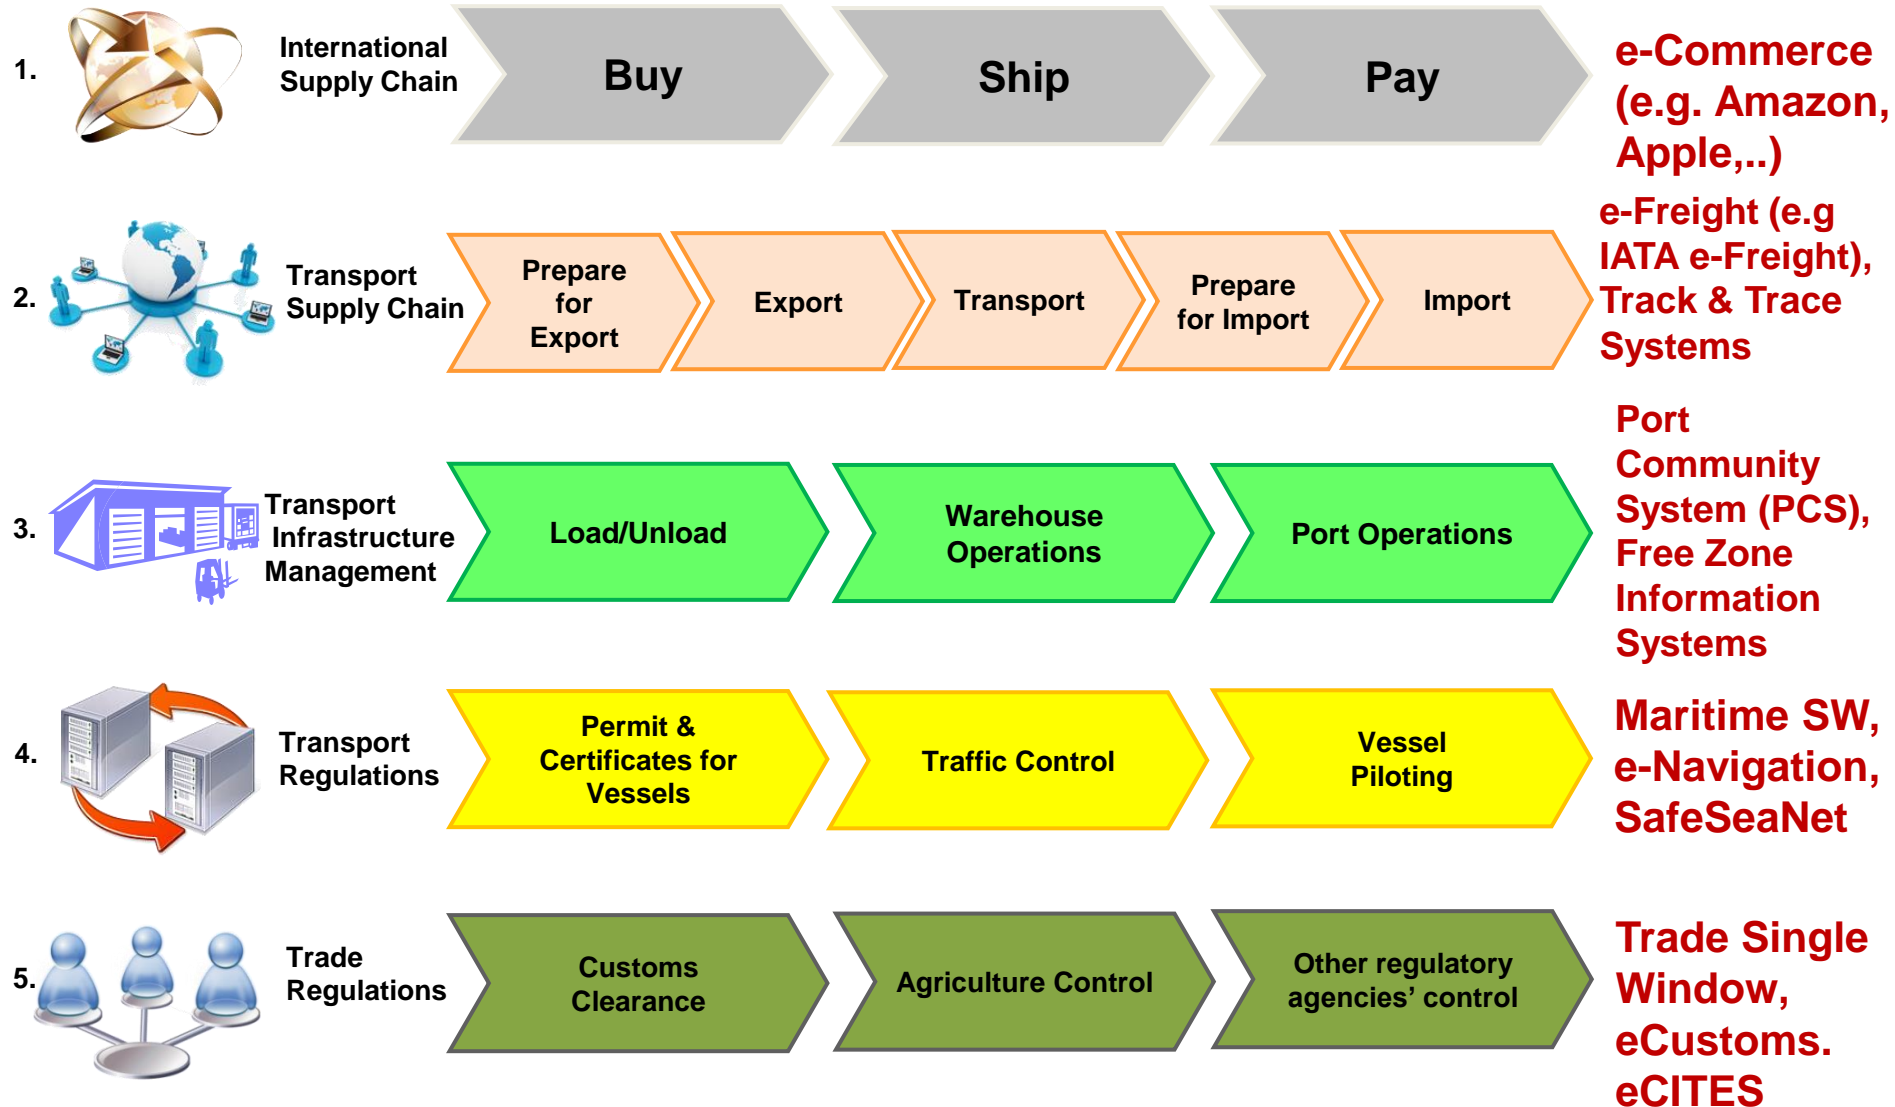 1.
International
Supply Chain
Buy
Ship
Pay
e-Commerce
(e.g. Amazon,
Apple,..)
2.
Transport
Supply Chain
Prepare
for
Export
Export
Transport
Prepare
for Import
Import
e-Freight (e.g
IATA e-Freight),
Track & Trace
Systems
3.
Transport
Infrastructure
Management
Load/Unload
Warehouse
Operations
Port Operations
Port
Community
System (PCS),
Free Zone
Information
Systems
4.
Transport
Regulations
Permit &
Certificates for
Vessels
Traffic Control
Vessel
Piloting
Maritime SW,
e-Navigation,
SafeSeaNet
5.
Trade
Regulations
Customs
Clearance
Agriculture Control
Other regulatory
agencies’ control
Trade Single
Window,
eCustoms.
eCITES